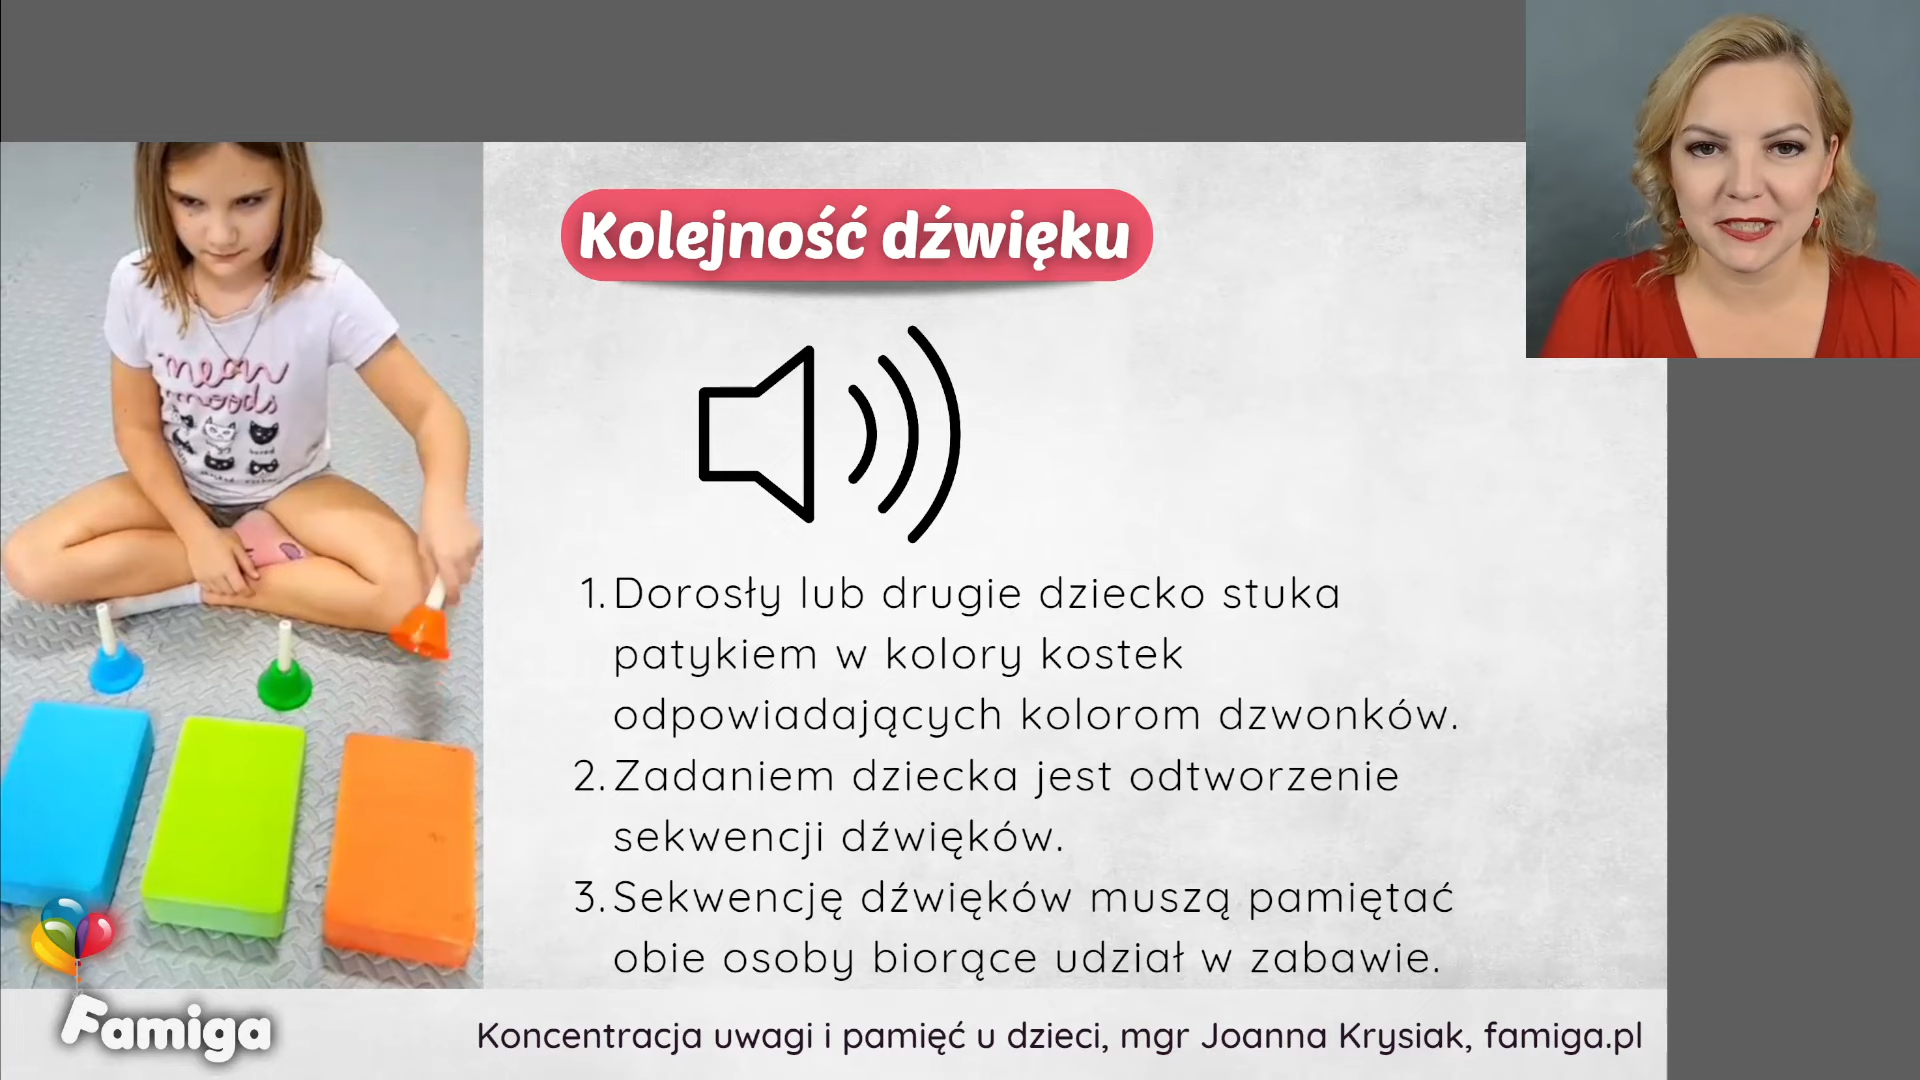 Kolejność dźwięku
mean
moods
1. Dorosły lub drugie dziecko stuka
patykiem w kolory kostek
odpowiadających kolorom dzwonków.
2. Zadaniem dziecka jest odtworzenie
sekwencji dźwięków.
3. Sekwencję dźwięków muszą pamiętać
obie osoby biorące udział w zabawie.
Famiga
Koncentracja uwagi i pamięć u dzieci, mgr Joanna Krysiak, famiga.pl